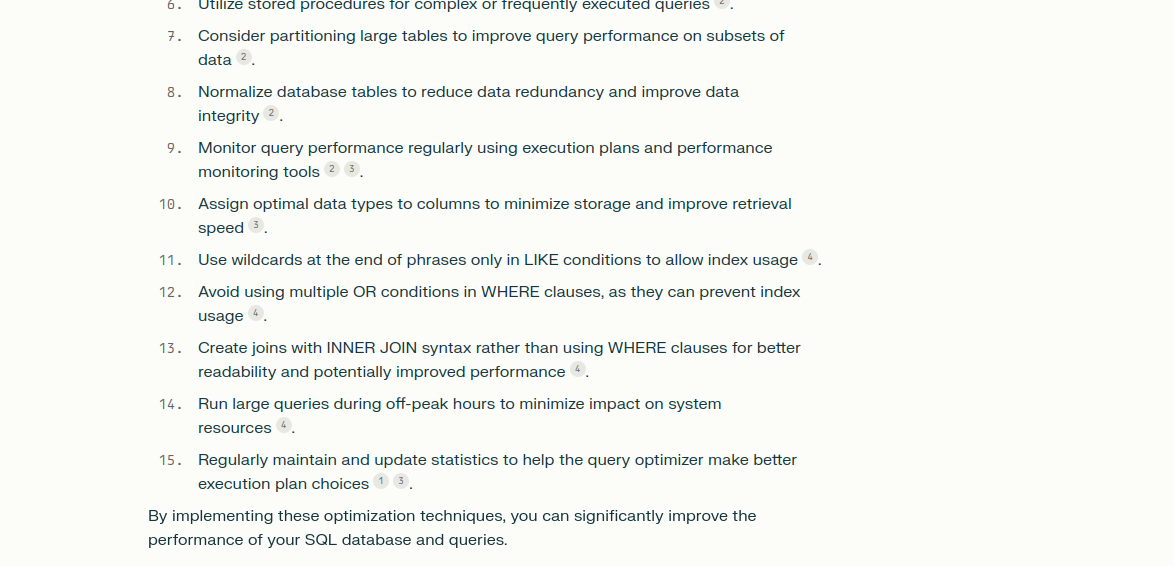 6. Utilize stored procedures for complex or frequently executed queries 2.
7. Consider partitioning large tables to improve query performance on subsets of
data 2.
8. Normalize database tables to reduce data redundancy and improve data
integrity 2.
9. Monitor query performance regularly using execution plans and performance
monitoring tools 2 3.
10. Assign optimal data types to columns to minimize storage and improve retrieval
speed 3.
11. Use wildcards at the end of phrases only in LIKE conditions to allow index usage 4.
12. Avoid using multiple OR conditions in WHERE clauses, as they can prevent index
usage 4.
13. Create joins with INNER JOIN syntax rather than using WHERE clauses for better
readability and potentially improved performance 4.
14. Run large queries during off-peak hours to minimize impact on system
resources 4.
15. Regularly maintain and update statistics to help the query optimizer make better
execution plan choices 1 3.
By implementing these optimization techniques, you can significantly improve the
performance of your SQL database and queries.